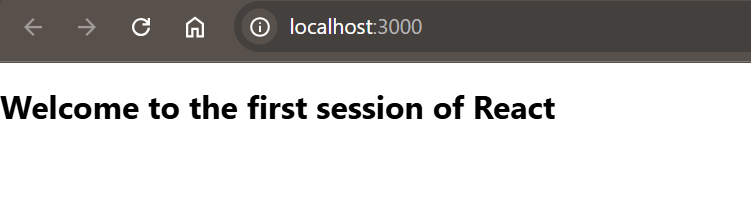 localhost:3000
Welcome to the first session of React